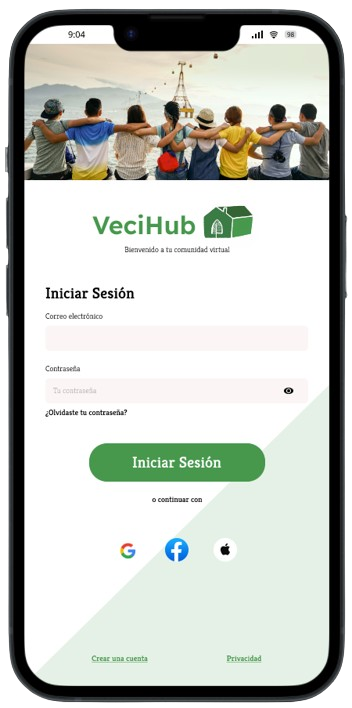 9:04
98
VeciHub
Bienvenido a tu comunidad virtual
Iniciar Sesión
Correo electrónico
Contraseña
Tu contraseña
¿Olvidaste tu contraseña?
Iniciar Sesión
o continuar con
Crear una cuenta Privacidad